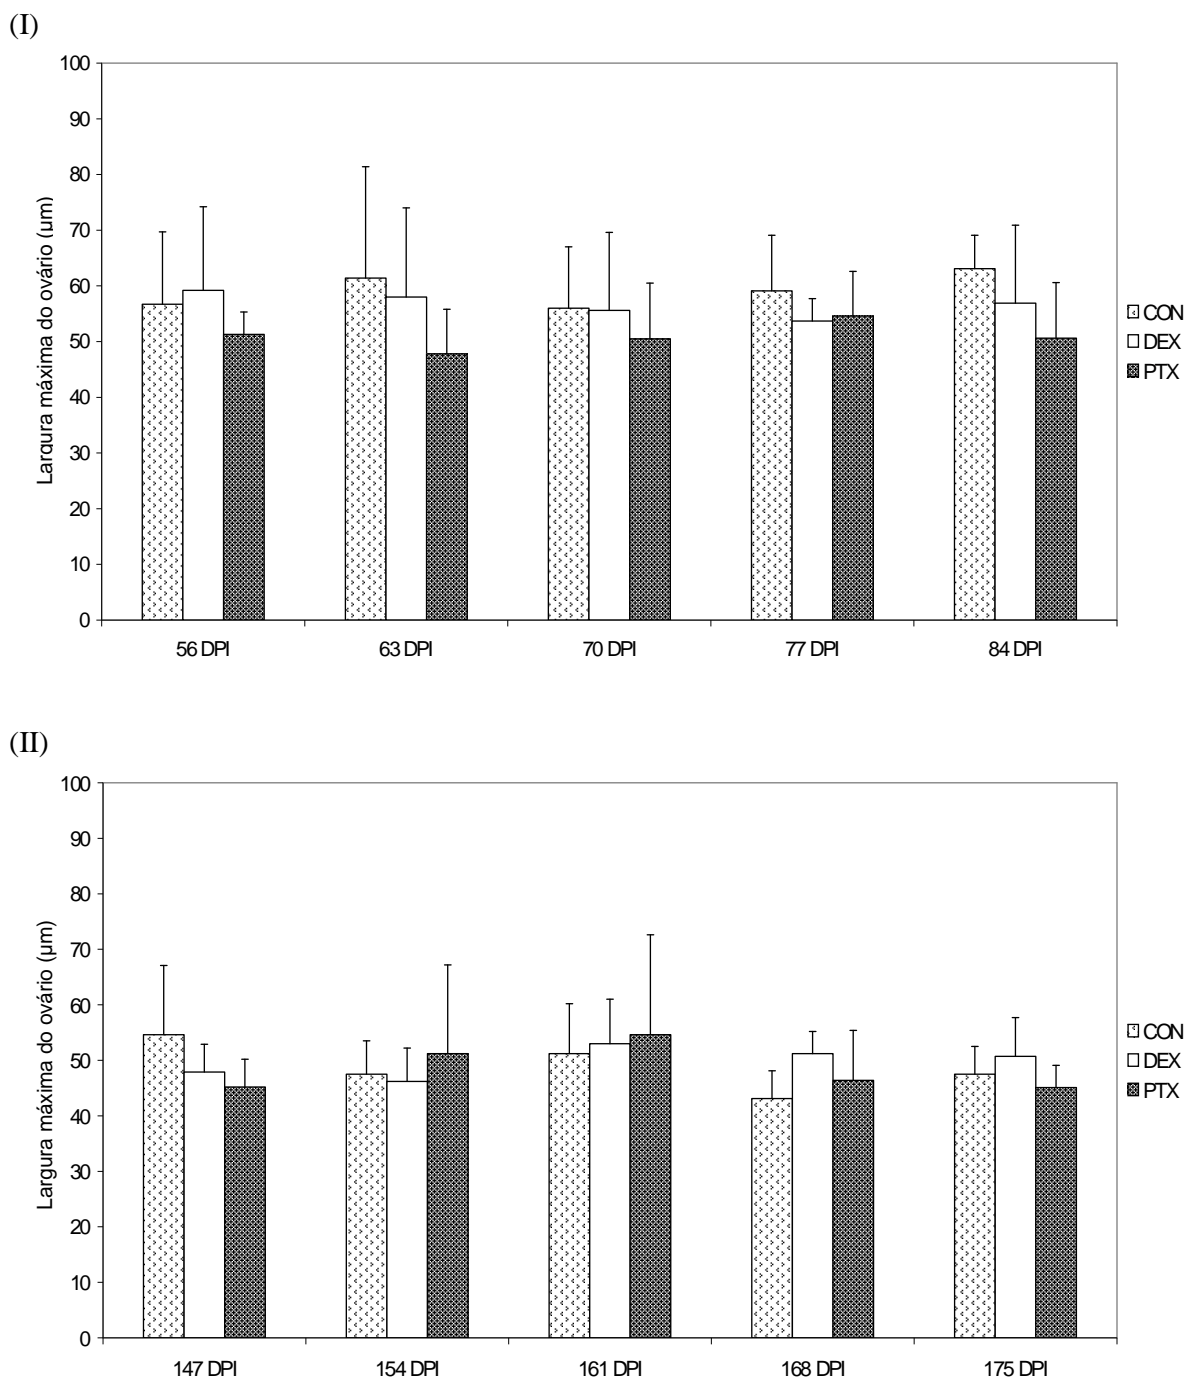 (I)
100
90
80
70
60
50
40
30
20
10
0
Largura máxima do ovário (µm)
56 DPI 63 DPI 70 DPI 77 DPI 84 DPI
CON
DEX
PTX
(II)
100
90
80
70
60
50
40
30
20
10
0
Largura máxima do ovário (µm)
147 DPI 154 DPI 161 DPI 168 DPI 175 DPI
CON
DEX
PTX